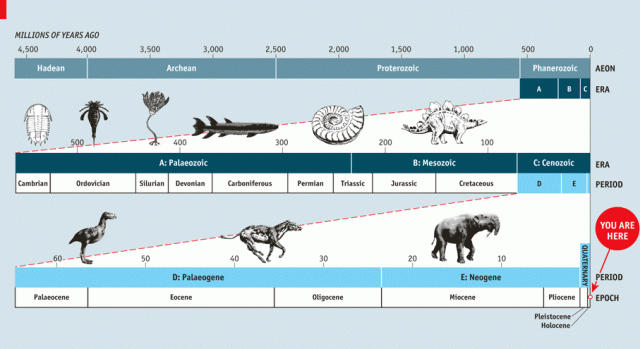 MILLIONS OF YEARS AGO
4,500 4,000 3,500 3,000 2,500 2,000 1,500 1,000 500 0
Hadean Archean Proterozoic Phanerozoic AEON
A B C ERA
500 400 300 200 100
A: Palaeozoic B: Mesozoic C: Cenozoic ERA
Cambrian Ordovician Silurian Devonian Carboniferous Permian Triassic Jurassic Cretaceous D E PERIOD
YOU ARE
HERE
60 50 40 30 20 10
D: Palaeogene E: Neogene QUATERNARY PERIOD
Palaeocene Eocene Oligocene Miocene Pliocene EPOCH
Pleistocene
Holocene